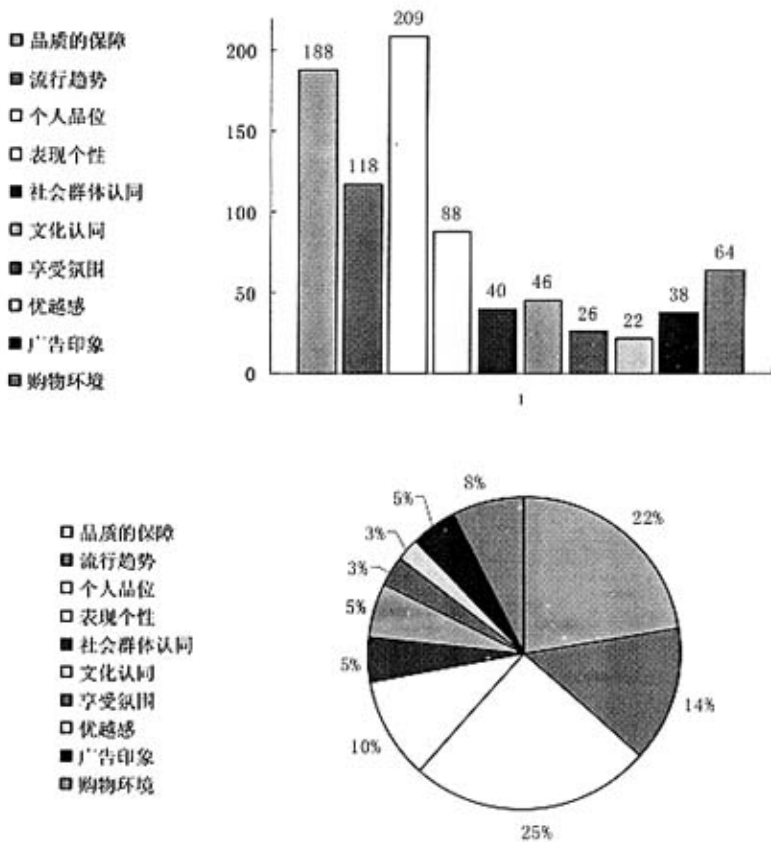 品质的保障
流行趋势
个人品位
表现个性
社会群体认同
文化认同
享受氛围
优越感
广告印象
购物环境
200
150
100
50
0
188
118
209
88
40
46
26
22
38
64
1
品质的保障
流行趋势
个人品位
表现个性
社会群体认同
文化认同
享受氛围
优越感
广告印象
购物环境
8%
5%
3%
3%
5%
5%
10%
25%
14%
22%